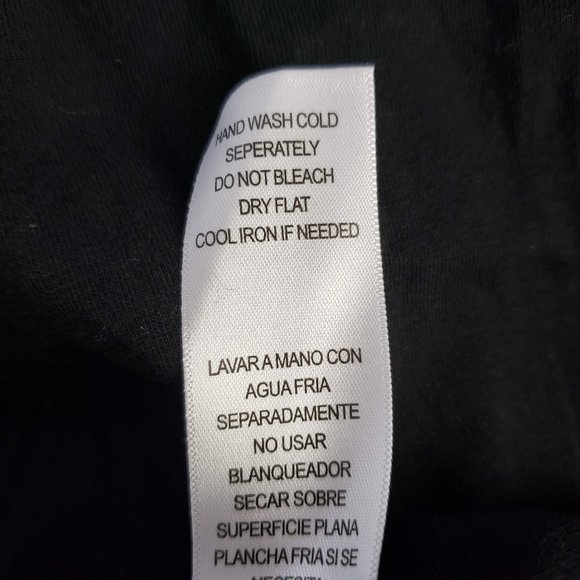 HAND WASH COLD
SEPERATELY
DO NOT BLEACH
DRY FLAT
COOL IRON IF NEEDED
LAVAR A MANO CON
AGUA FRIA
SEPARADAMENTE
NO USAR
BLANQUEADOR
SECAR SOBRE
SUPERFICIE PLANA
PLANCHA FRIA SI SE